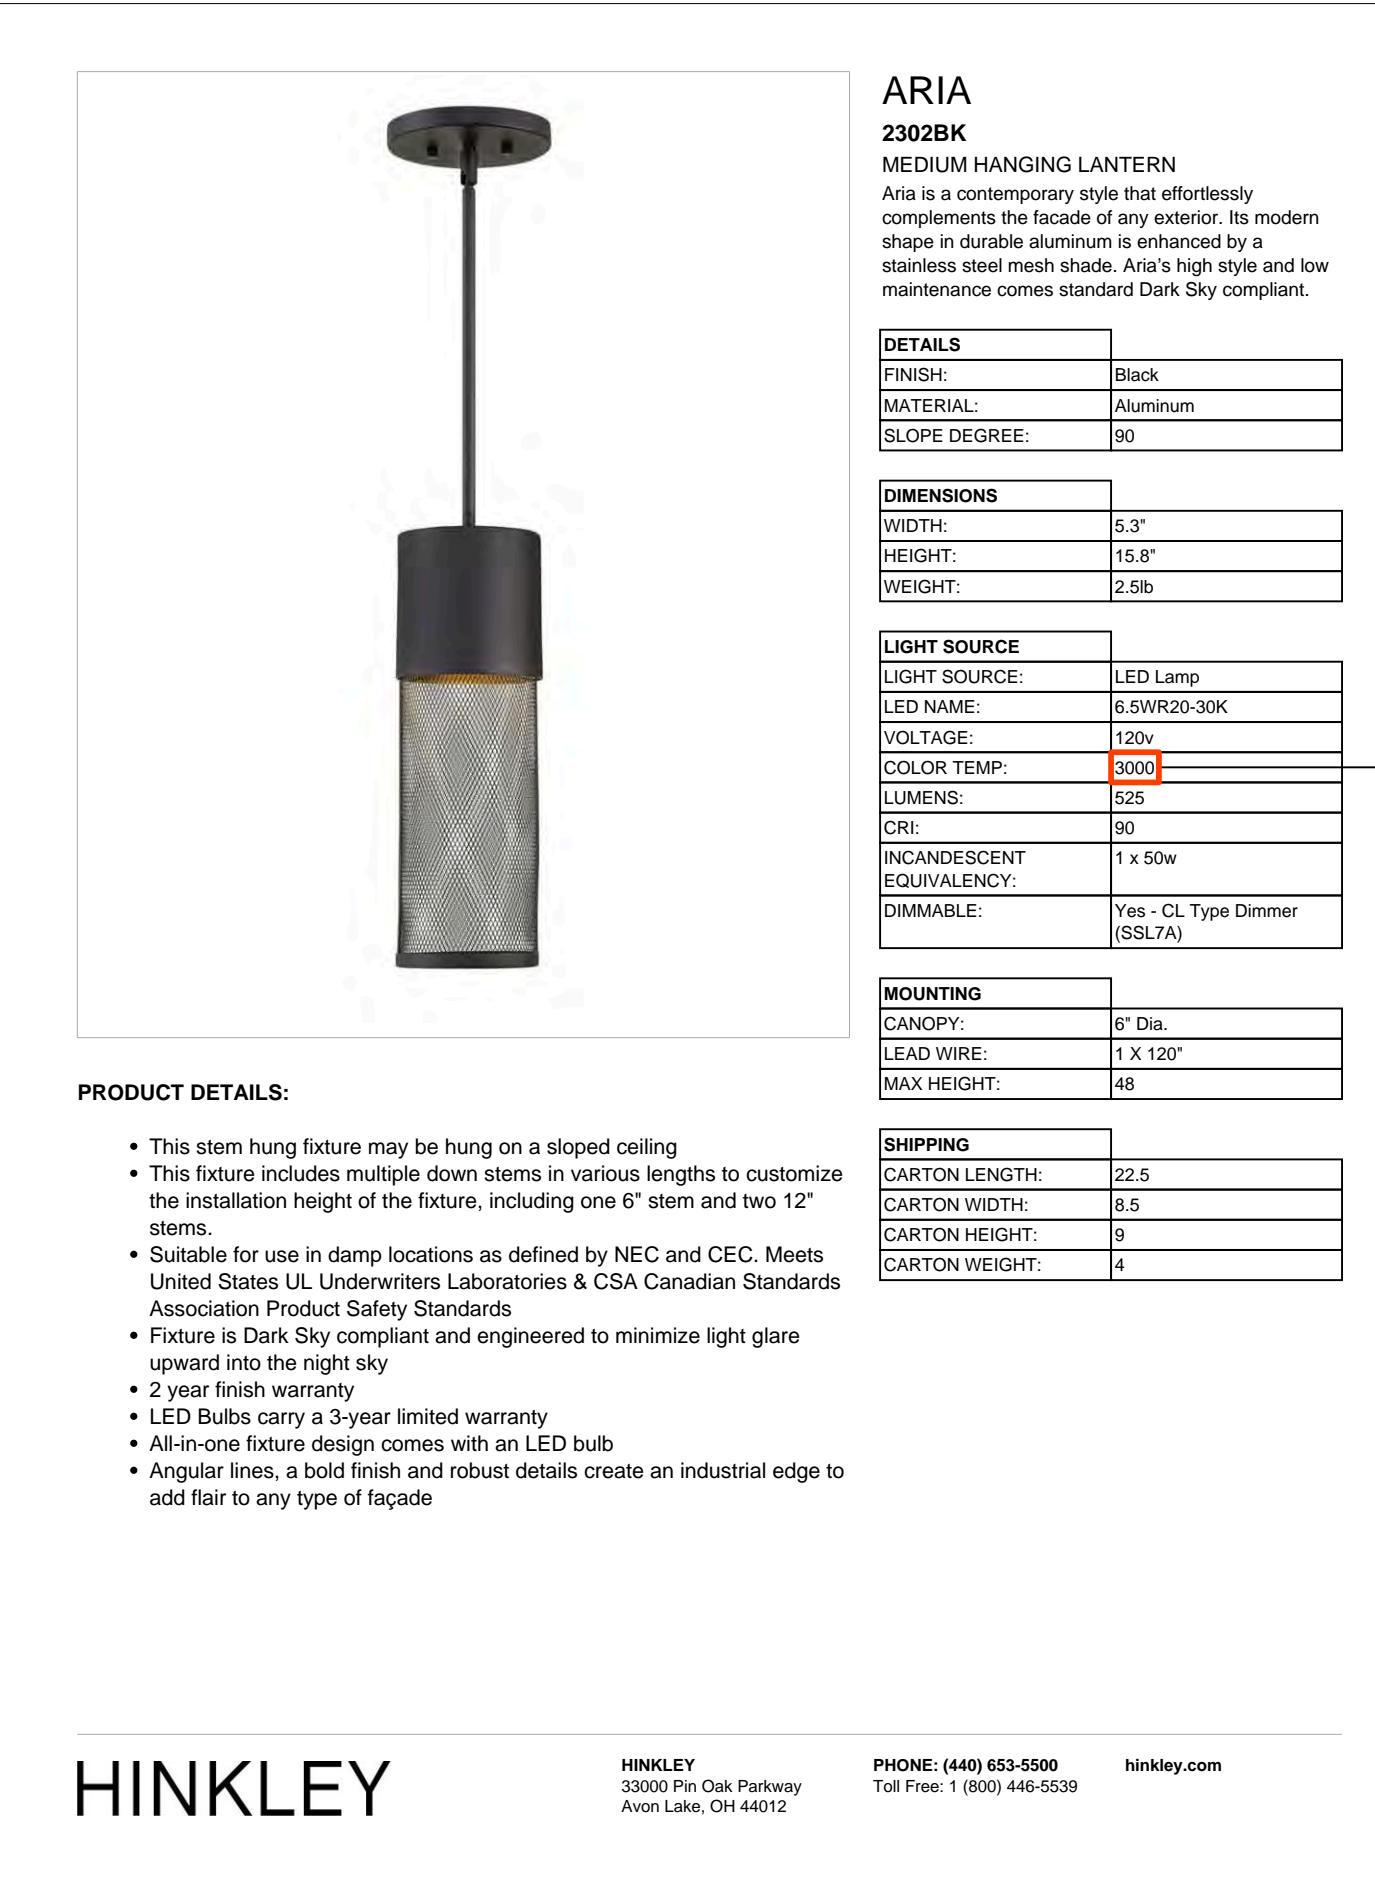 ARIA
2302BK
MEDIUM HANGING LANTERN
Aria is a contemporary style that effortlessly
complements the facade of any exterior. Its modern
shape in durable aluminum is enhanced by a
stainless steel mesh shade. Aria's high style and low
maintenance comes standard Dark Sky compliant.
DETAILS
FINISH: Black
MATERIAL: Aluminum
SLOPE DEGREE: 90
DIMENSIONS
WIDTH: 5.3"
HEIGHT: 15.8"
WEIGHT: 2.5lb
LIGHT SOURCE
LIGHT SOURCE: LED Lamp
LED NAME: 6.5WR20-30K
VOLTAGE: 120v
COLOR TEMP: 3000
LUMENS: 525
CRI: 90
INCANDESCENT 1 x 50w
EQUIVALENCY:
DIMMABLE: Yes - CL Type Dimmer
(SSL7A)
MOUNTING
CANOPY: 6" Dia.
LEAD WIRE: 1 X 120"
MAX HEIGHT: 48
SHIPPING
CARTON LENGTH: 22.5
CARTON WIDTH: 8.5
CARTON HEIGHT: 9
CARTON WEIGHT: 4
PRODUCT DETAILS:
• This stem hung fixture may be hung on a sloped ceiling
• This fixture includes multiple down stems in various lengths to customize
the installation height of the fixture, including one 6" stem and two 12"
stems.
• Suitable for use in damp locations as defined by NEC and CEC. Meets
United States UL Underwriters Laboratories & CSA Canadian Standards
Association Product Safety Standards
• Fixture is Dark Sky compliant and engineered to minimize light glare
upward into the night sky
• 2 year finish warranty
• LED Bulbs carry a 3-year limited warranty
• All-in-one fixture design comes with an LED bulb
• Angular lines, a bold finish and robust details create an industrial edge to
add flair to any type of façade
HINKLEY
HINKLEY
33000 Pin Oak Parkway
Avon Lake, OH 44012
PHONE: (440) 653-5500
Toll Free: 1 (800) 446-5539
hinkley.com